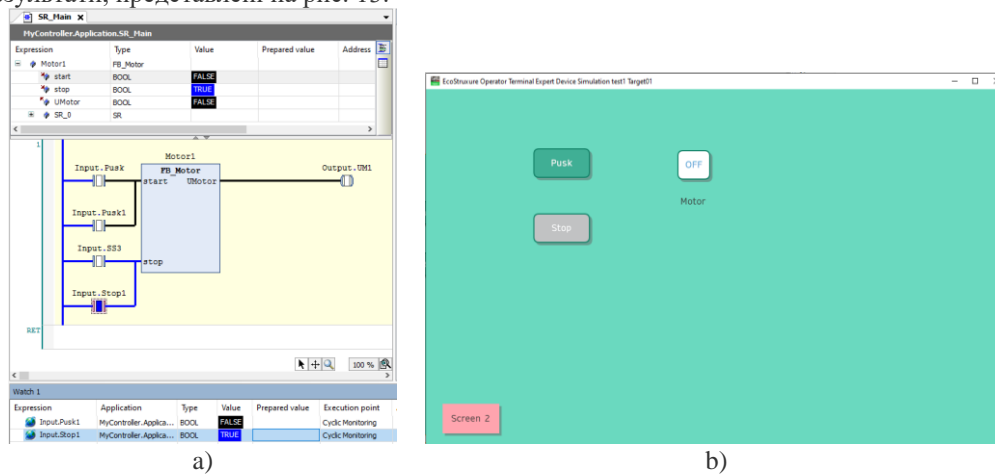 результати, представлені на рис. 15.
SR_Main x
MyController.Application.SR_Main
Expression Type Value Prepared value Address
Motor1 FB_Motor
start BOOL FALSE
stop BOOL TRUE
UMotor BOOL FALSE
SR_0 SR
1
Motor1
Input.Pusk FB_Motor Output.UM1
start UMotor
Input.Pusk1
Input.SS3
stop
Input.Stop1
RET
100 %
Watch 1
Expression Application Type Value Prepared value Execution point
Input.Pusk1 MyController.Applica... BOOL FALSE Cyclic Monitoring
Input.Stop1 MyController.Applica... BOOL TRUE Cyclic Monitoring
a)
EcoStruxure Operator Terminal Expert Device Simulation test1 Target01
Pusk OFF
Motor
Stop
Screen 2
b)